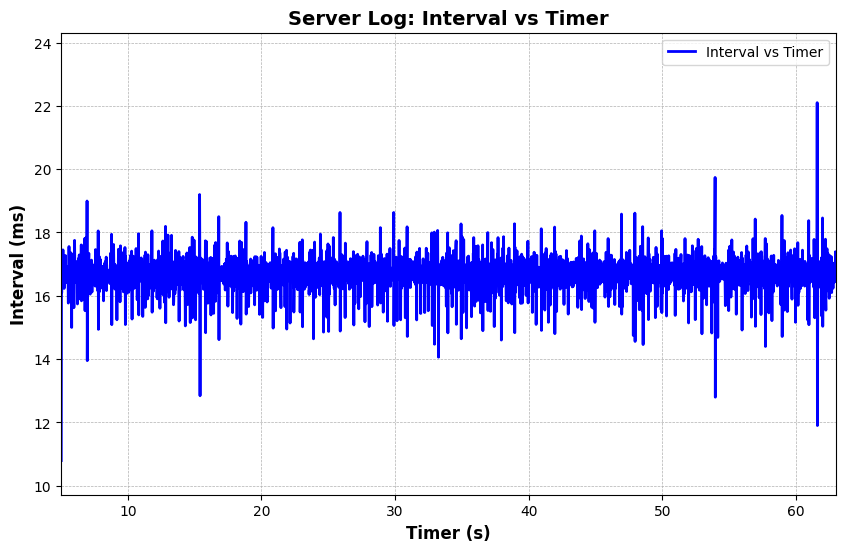 Server Log: Interval vs Timer
Interval vs Timer
24
22
20
18
16
14
12
10
Interval (ms)
10 20 30 40 50 60
Timer (s)